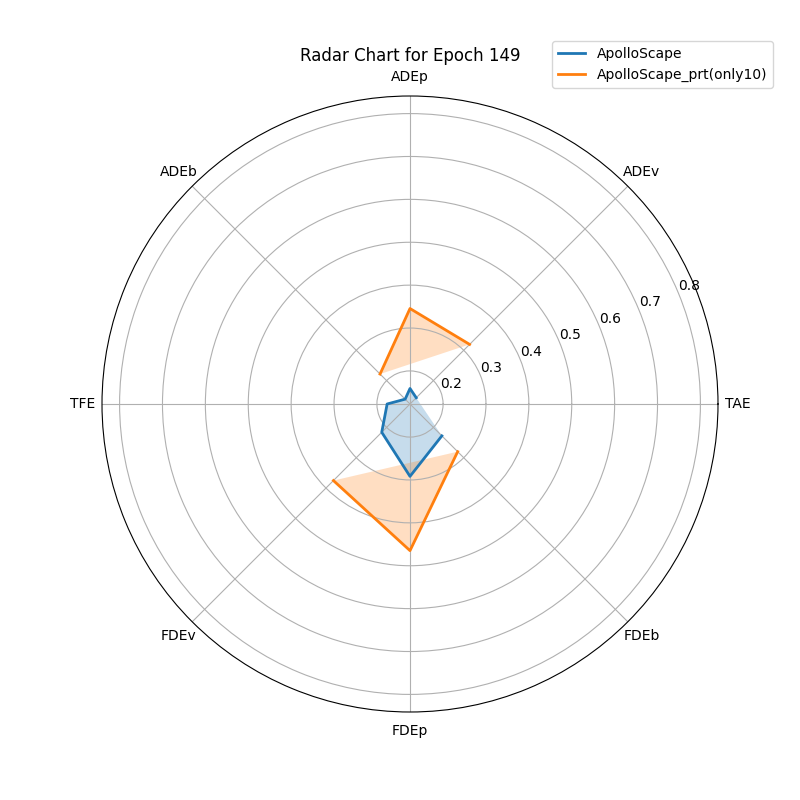 Radar Chart for Epoch 149
ApolloScape
ApolloScape_prt(only10)
ADEp
ADEb
ADEv
0.8
0.7
0.6
0.5
0.4
0.3
0.2
TFE
TAE
FDEv
FDEb
FDEp